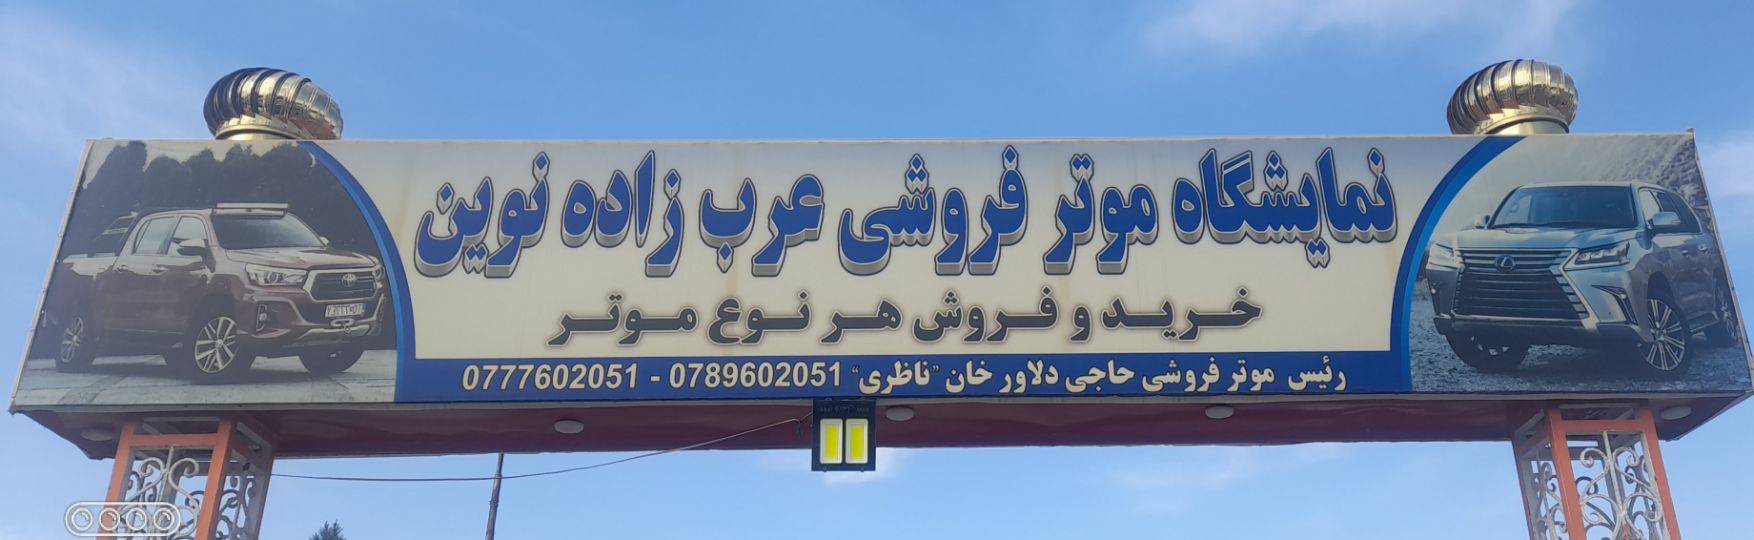 نمایشگاه موتر فروشی عرب زاده نوین
خرید و فروش هر نوع موتر
رئیس موتر فروشی حاجی دلاور خان "ناظری" 0789602051 - 0777602051